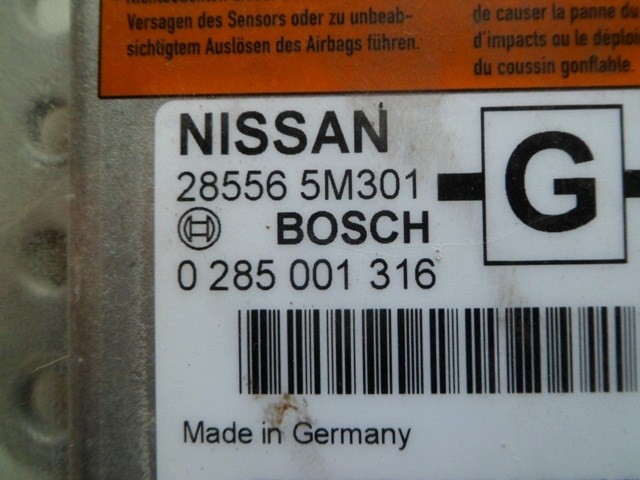 Versagen des Sensors oder zu unbeab-
sichtigtem Auslösen des Airbags führen.
de causer la panne du
d'impacts ou le déploi
du coussin gonflable.
NISSAN
28556 5M301
G
BOSCH
0 285 001 316
Made in Germany